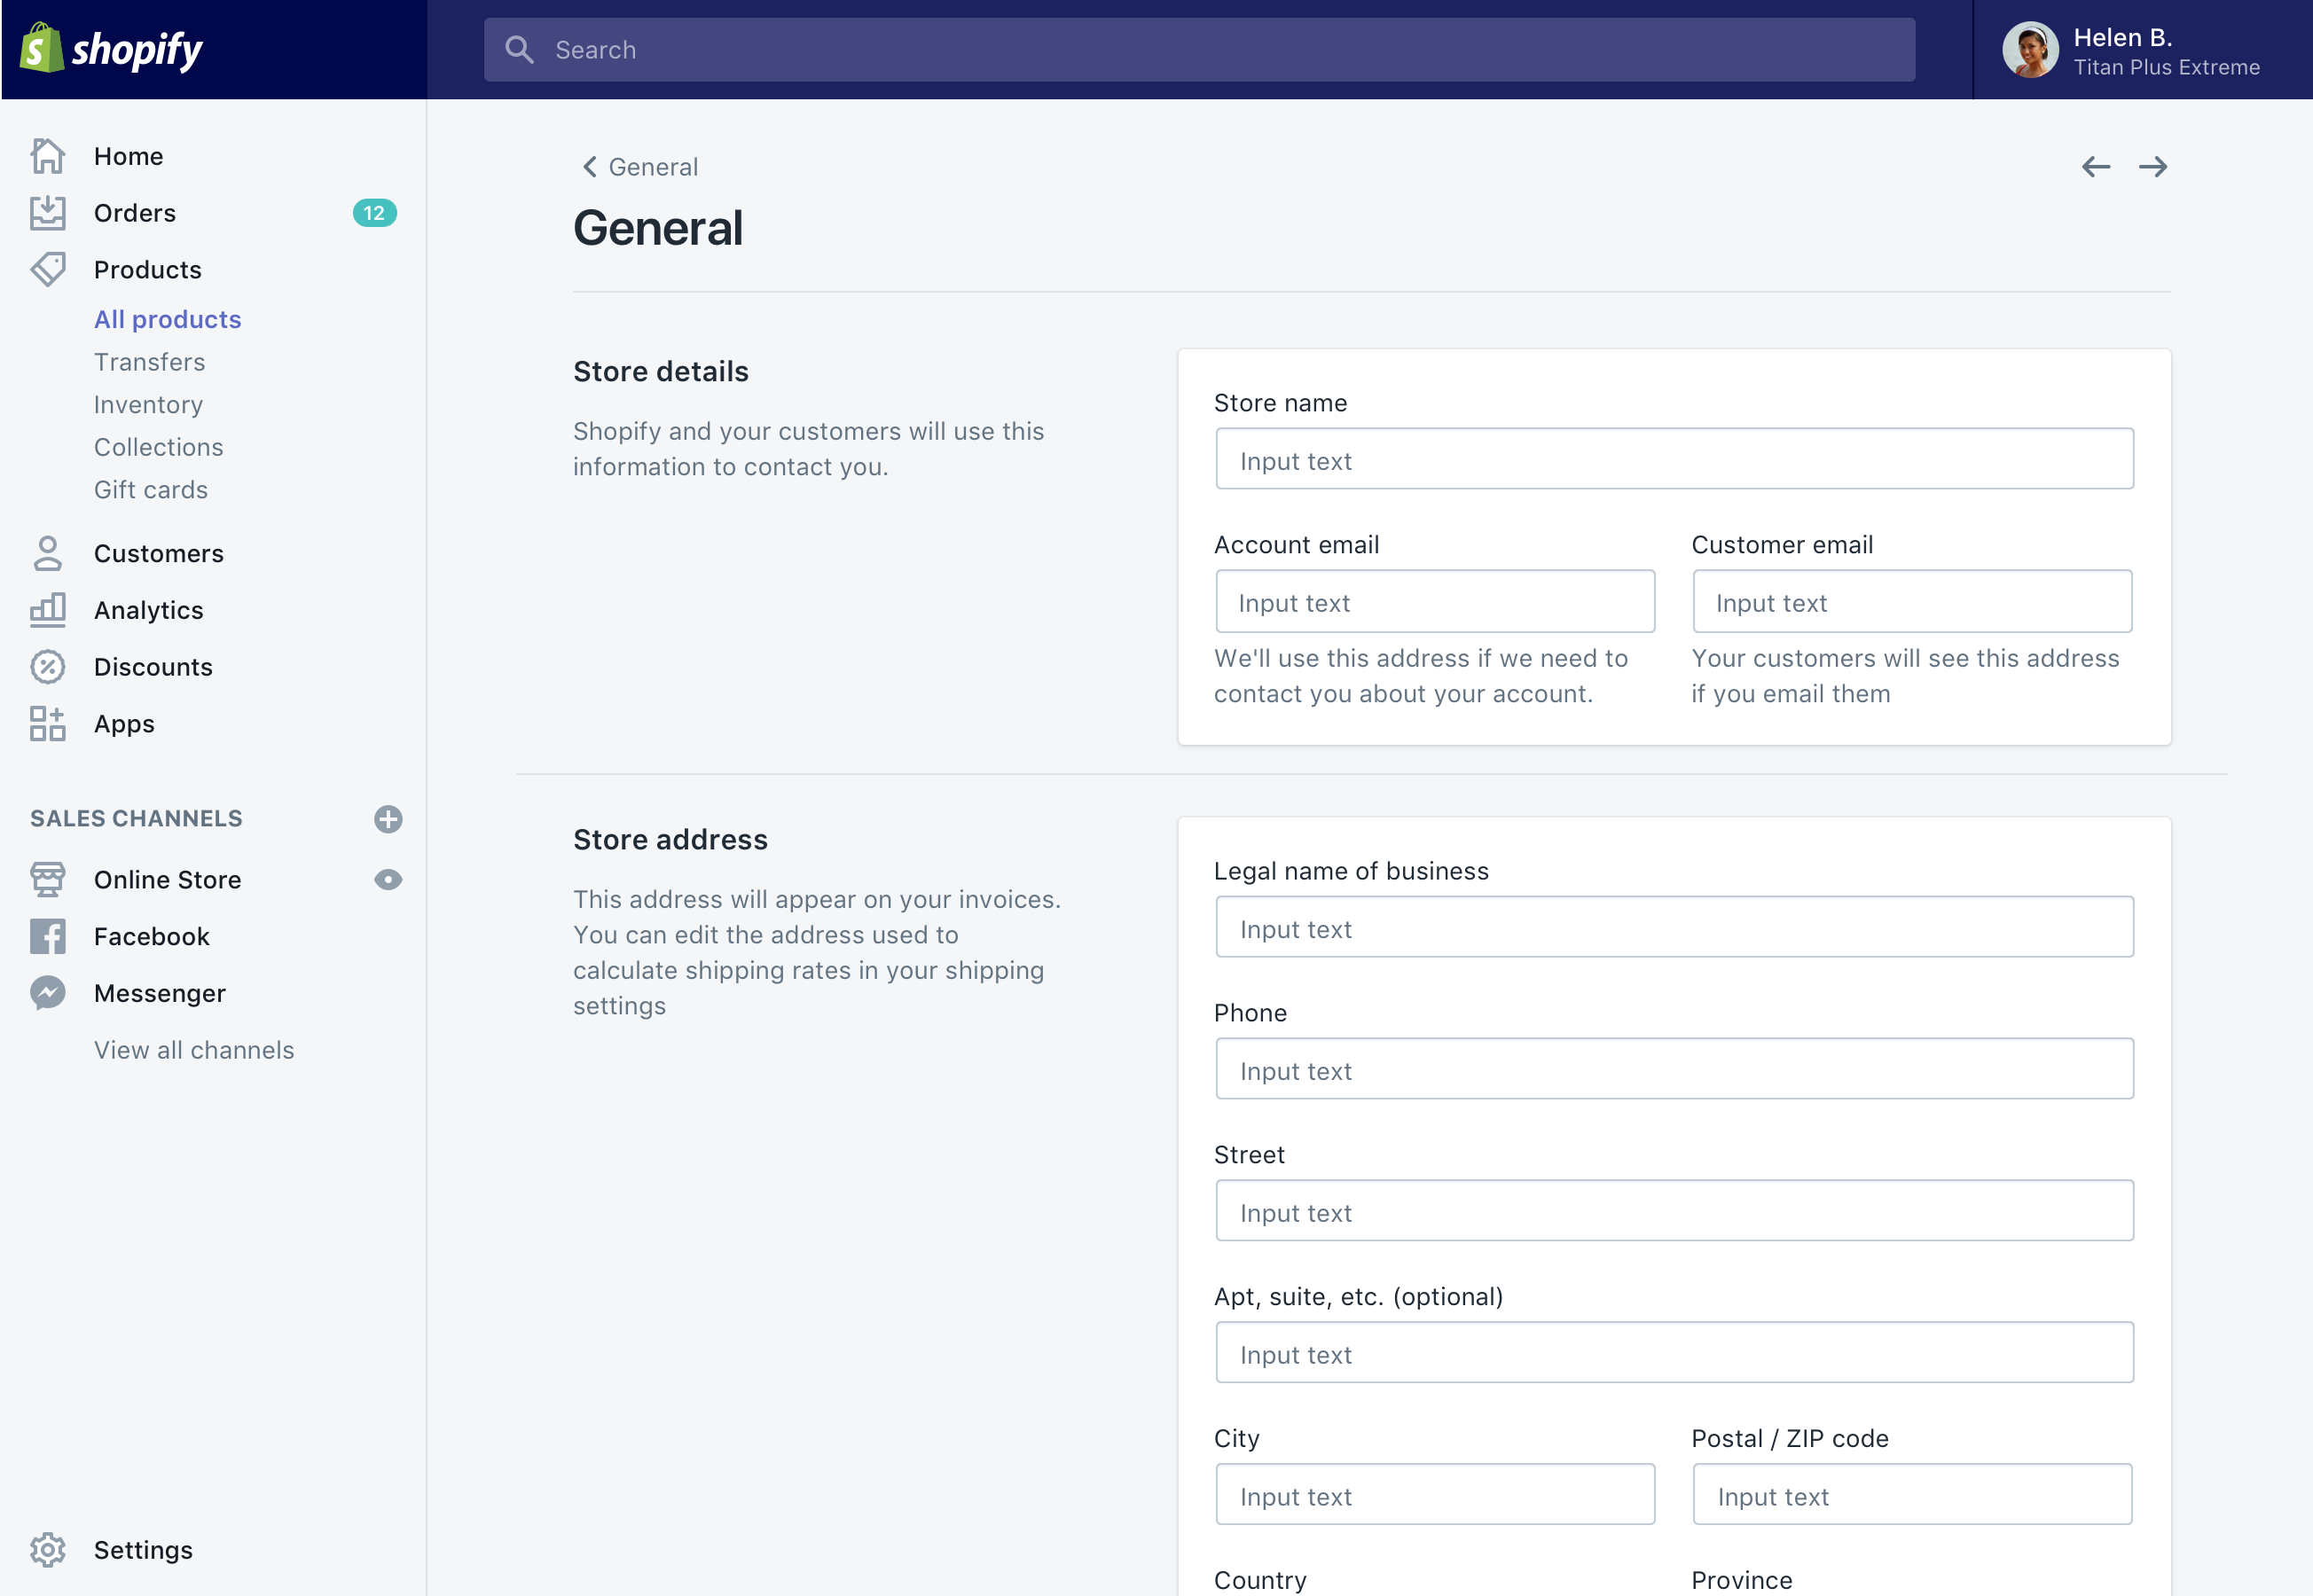 shopify
Search
Helen B.
Titan Plus Extreme
Home
Orders
12
Products
All products
Transfers
Inventory
Collections
Gift cards
Customers
Analytics
Discounts
Apps
SALES CHANNELS
Online Store
Facebook
Messenger
View all channels
Settings
General
General
Store details
Shopify and your customers will use this
information to contact you.
Store name
Input text
Account email
Input text
We'll use this address if we need to
contact you about your account.
Customer email
Input text
Your customers will see this address
if you email them
Store address
This address will appear on your invoices.
You can edit the address used to
calculate shipping rates in your shipping
settings
Legal name of business
Input text
Phone
Input text
Street
Input text
Apt, suite, etc. (optional)
Input text
City
Input text
Postal / ZIP code
Input text
Country
Province